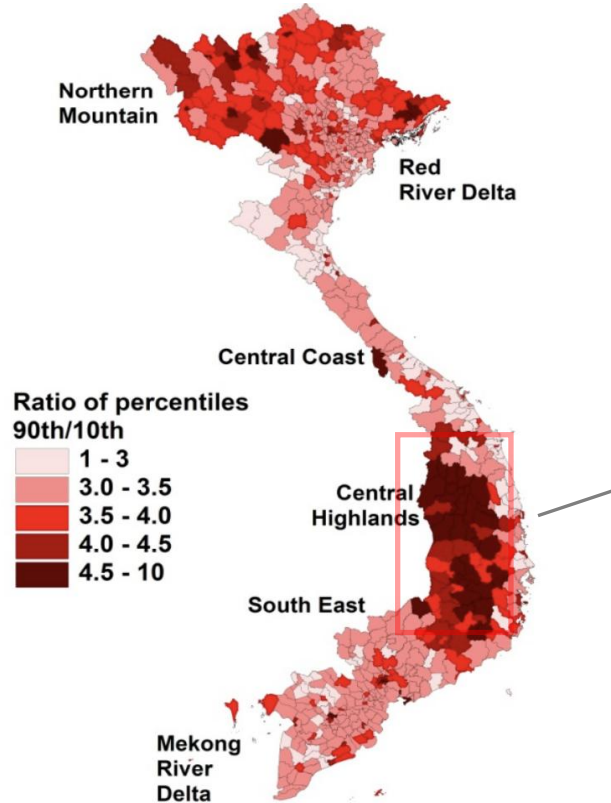 Northern
Mountain
Red
River Delta
Central Coast
Ratio of percentiles
90th/10th
1 - 3
3.0 - 3.5
3.5 - 4.0
4.0 - 4.5
4.5 - 10
Central
Highlands
South East
Mekong
River
Delta